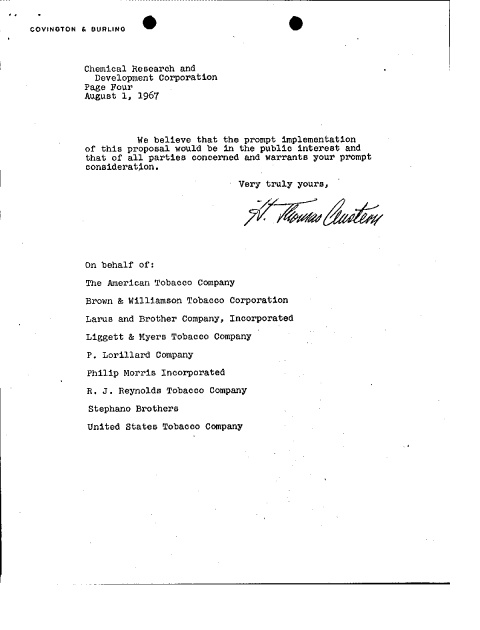 COVINGTON & BURLING
Chemical Research and
Development Corporation
Page Four
August 1, 1967
We believe that the prompt implementation
of this proposal would be in the public interest and
that of all parties concerned and warrants your prompt
consideration.
Very truly yours,
H. Thomas Austern
On behalf of:
The American Tobacco Company
Brown & Williamson Tobacco Corporation
Larus and Brother Company, Incorporated
Liggett & Myers Tobacco Company
P. Lorillard Company
Philip Morris Incorporated
R. J. Reynolds Tobacco Company
Stephano Brothers
United States Tobacco Company